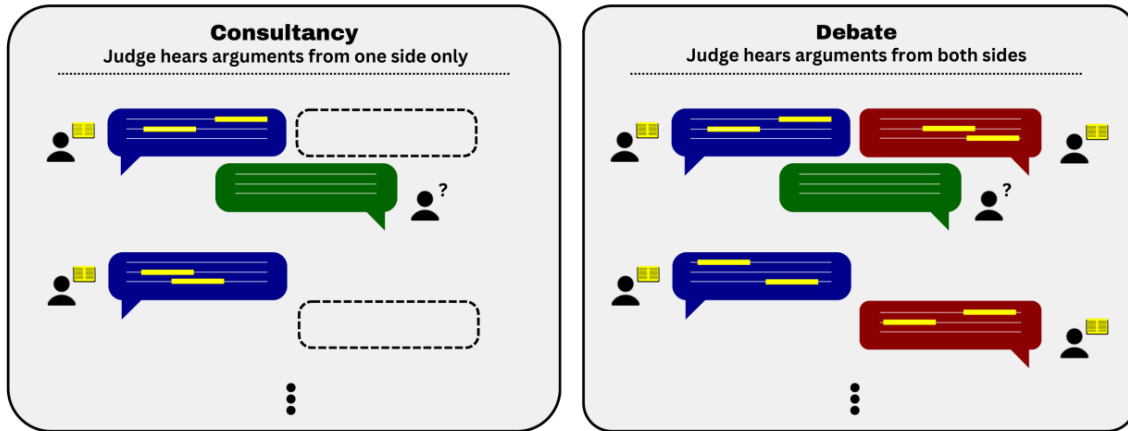 Consultancy
Judge hears arguments from one side only
?
Debate
Judge hears arguments from both sides
?